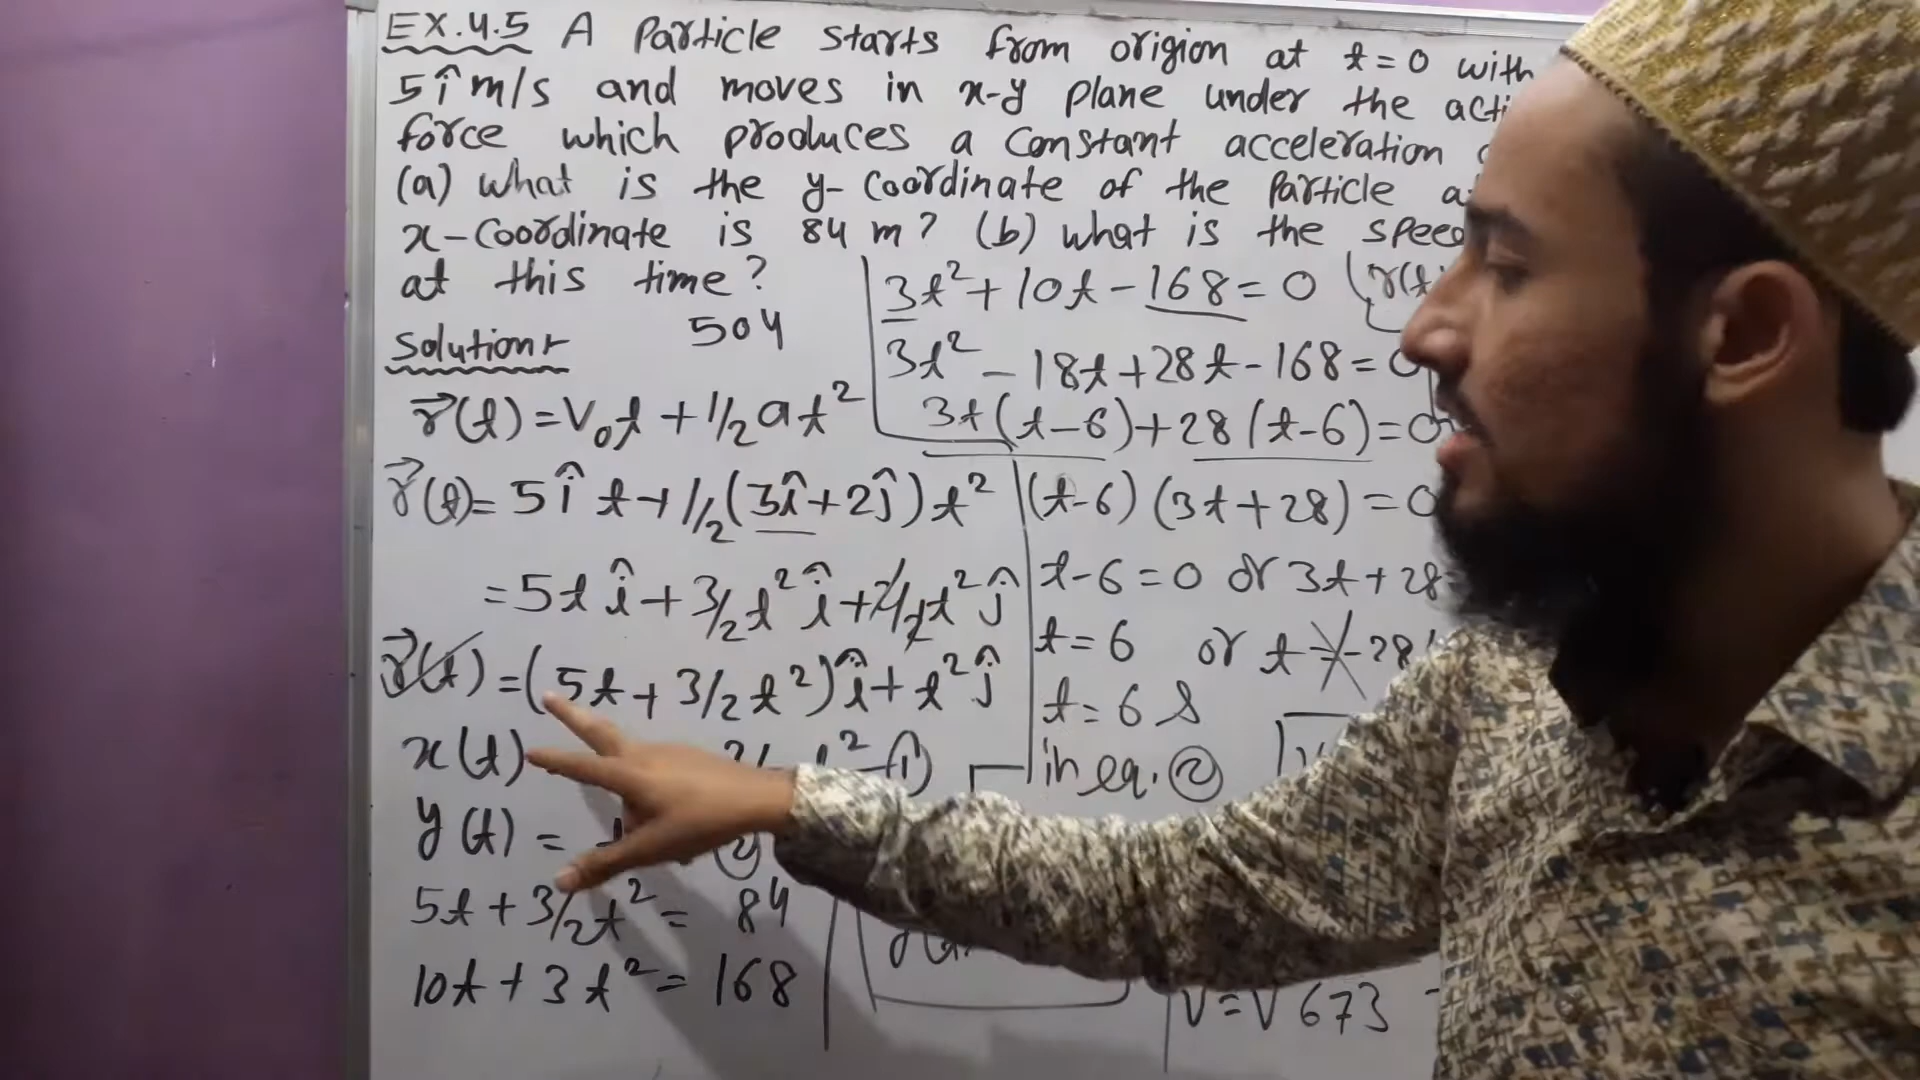 EX.4.5 A Particle starts from origion at t=0 with
5î m/s and moves in x-y plane under the
force which produces a constant acceleration
(a) what is the y-coordinate of the particle
x-coordinate is 84 m? (b) what is the speed
at this time?
Solution:-
504
r⃗(t) = V₀t + 1/2 at²
r⃗(t) = 5î t + 1/2 (3î + 2ĵ) t²
= 5t î + 3/2 t² î + 2/2 t² ĵ
r⃗(t) = (5t + 3/2 t²) î + t² ĵ
x(t)
y(t) =
5t + 3/2 t² = 84
10t + 3t² = 168
3t² + 10t - 168 = 0
3t² - 18t + 28t - 168 = 0
3t(t-6) + 28(t-6) = 0
(t-6) (3t+28) = 0
t-6 = 0 or 3t+28
t = 6 or t = -28
t = 6 s
in eq. ②
v = √673